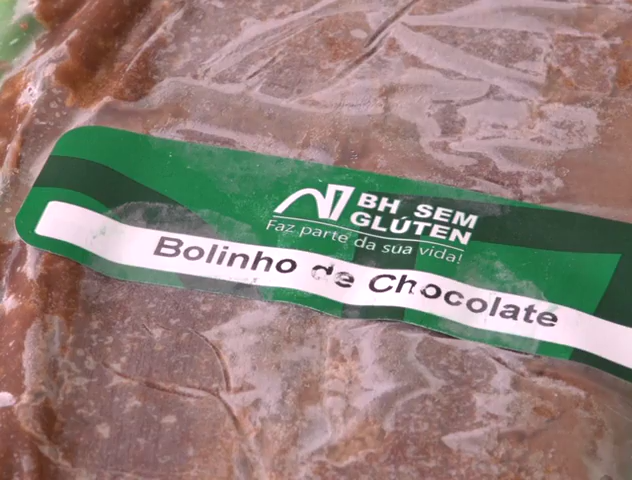 BH SEM
GLÚTEN
Faz parte da sua vida!
Bolinho de Chocolate